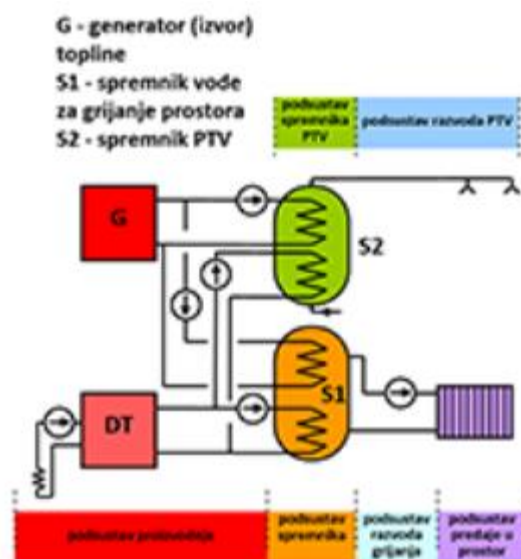 G - generator (izvor)
topline
S1 - spremnik vode
za grijanje prostora
S2 - spremnik PTV
podsustav
spremnika
PTV
podsustav razvoda PTV
G
S2
S1
DT
podsustav proizvodnje
podsustav
spremnika
podsustav
razvoda
grijanja
podsustav
predaje u
prostor